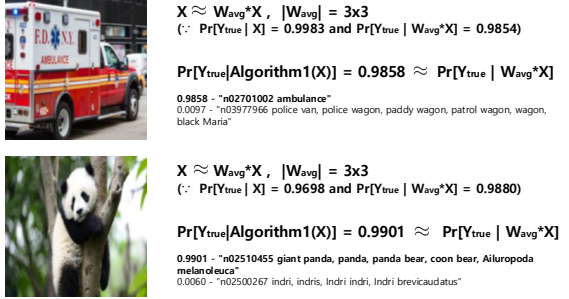 X ≈ Wavg*X , |Wavg| = 3x3
(∵ Pr[Ytrue | X] = 0.9983 and Pr[Ytrue | Wavg*X] = 0.9854)
F.D. N.Y.
AMBULANCE
Pr[Ytrue|Algorithm1(X)] = 0.9858 ≈ Pr[Ytrue | Wavg*X]
0.9858 - "n02701002 ambulance"
0.0097 - "n03977966 police van, police wagon, paddy wagon, patrol wagon, wagon,
black Maria"
X ≈ Wavg*X , |Wavg| = 3x3
(∵ Pr[Ytrue | X] = 0.9698 and Pr[Ytrue | Wavg*X] = 0.9880)
Pr[Ytrue|Algorithm1(X)] = 0.9901 ≈ Pr[Ytrue | Wavg*X]
0.9901 - "n02510455 giant panda, panda, panda bear, coon bear, Ailuropoda
melanoleuca"
0.0060 - "n02500267 indri, indris, Indri indri, Indri brevicaudatus"